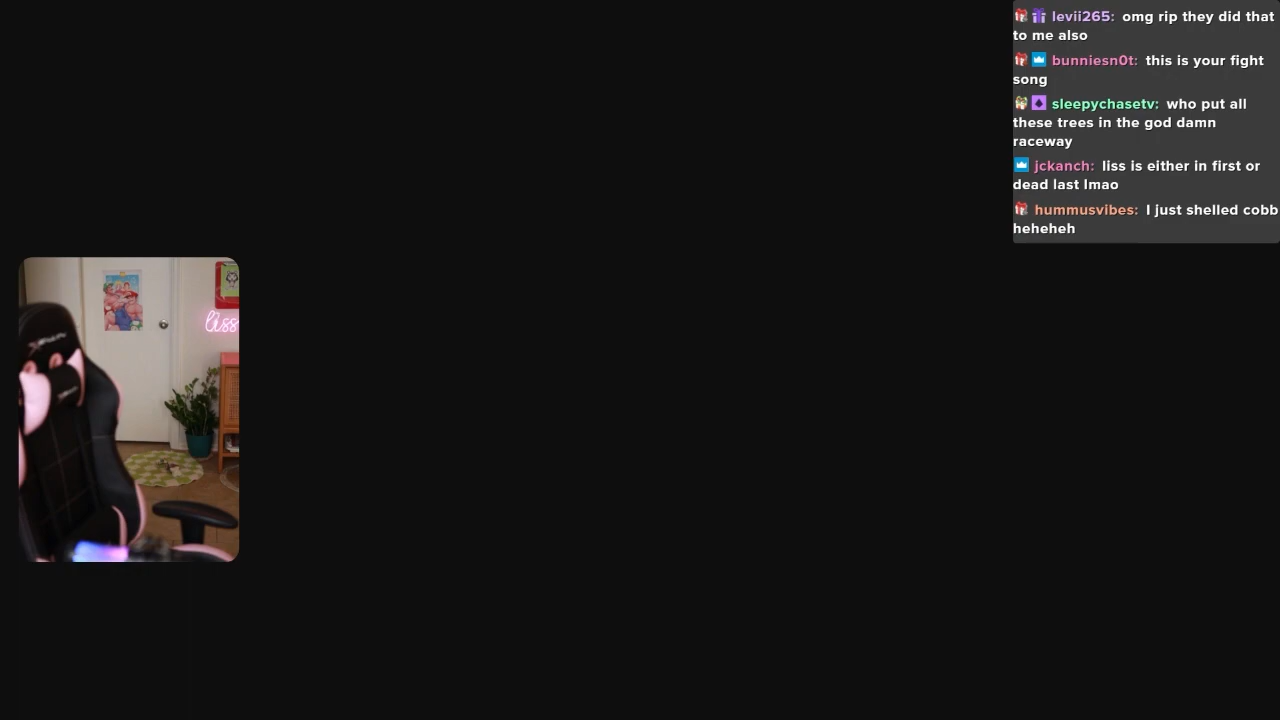 levii265: omg rip they did that
to me also
bunniesn0t: this is your fight
song
sleepychasetv: who put all
these trees in the god damn
raceway
jckanch: liss is either in first or
dead last lmao
hummusvibes: I just shelled cobb
heheheh
liss